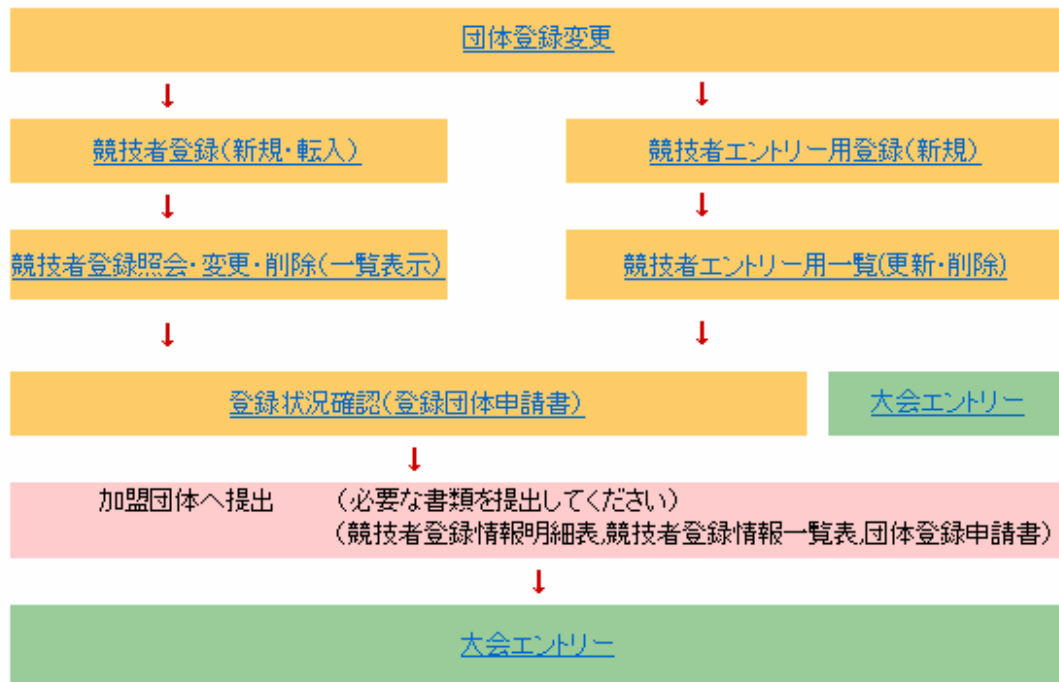 団体登録変更
↓ ↓
競技者登録(新規・転入) 競技者エントリー用登録(新規)
↓ ↓
競技者登録照会・変更・削除(一覧表示) 競技者エントリー用一覧(更新・削除)
↓ ↓
登録状況確認(登録団体申請書) 大会エントリー
↓
加盟団体へ提出 (必要な書類を提出してください)
(競技者登録情報明細表,競技者登録情報一覧表,団体登録申請書)
↓
大会エントリー